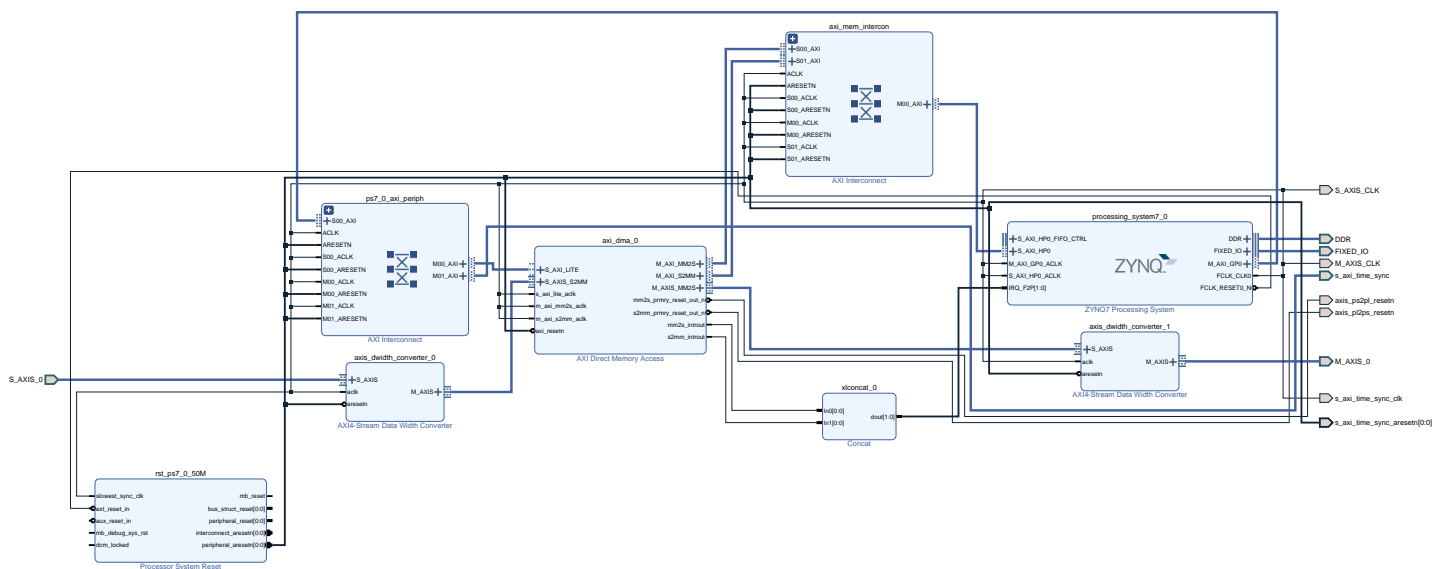 axi_mem_intercon
S00_AXI
S01_AXI
ACLK
ARESETN
S00_ACLK
S00_ARESETN
M00_ACLK
M00_ARESETN
S01_ACLK
S01_ARESETN
M00_AXI
AXI Interconnect
ps7_0_axi_periph
S00_AXI
ACLK
ARESETN
S00_ACLK
S00_ARESETN
M00_ACLK
M00_ARESETN
M01_ACLK
M01_ARESETN
M00_AXI
M01_AXI
AXI Interconnect
axi_dma_0
S_AXI_LITE
S_AXIS_S2MM
s_axi_lite_aclk
m_axi_mm2s_aclk
m_axi_s2mm_aclk
axi_resetn
M_AXI_MM2S
M_AXI_S2MM
M_AXIS_MM2S
mm2s_prmry_reset_out_n
s2mm_prmry_reset_out_n
mm2s_introut
s2mm_introut
AXI Direct Memory Access
processing_system7_0
S_AXI_HP0_FIFO_CTRL
S_AXI_HP0
M_AXI_GP0_ACLK
S_AXI_HP0_ACLK
IRQ_F2P[1:0]
ZYNQ
DDR
FIXED_IO
M_AXI_GP0
FCLK_CLK0
FCLK_RESET0_N
ZYNQ7 Processing System
S_AXIS_CLK
DDR
FIXED_IO
M_AXIS_CLK
s_axi_time_sync
axis_ps2pl_resetn
axis_pl2ps_resetn
M_AXIS_0
s_axi_time_sync_clk
s_axi_time_sync_aresetn[0:0]
axis_dwidth_converter_1
S_AXIS
aclk
aresetn
M_AXIS
AXI4-Stream Data Width Converter
S_AXIS_0
axis_dwidth_converter_0
S_AXIS
aclk
aresetn
M_AXIS
AXI4-Stream Data Width Converter
xlconcat_0
In0[0:0]
In1[0:0]
dout[1:0]
Concat
rst_ps7_0_50M
slowest_sync_clk
ext_reset_in
aux_reset_in
mb_debug_sys_rst
dcm_locked
mb_reset
bus_struct_reset[0:0]
peripheral_reset[0:0]
interconnect_aresetn[0:0]
peripheral_aresetn[0:0]
Processor System Reset